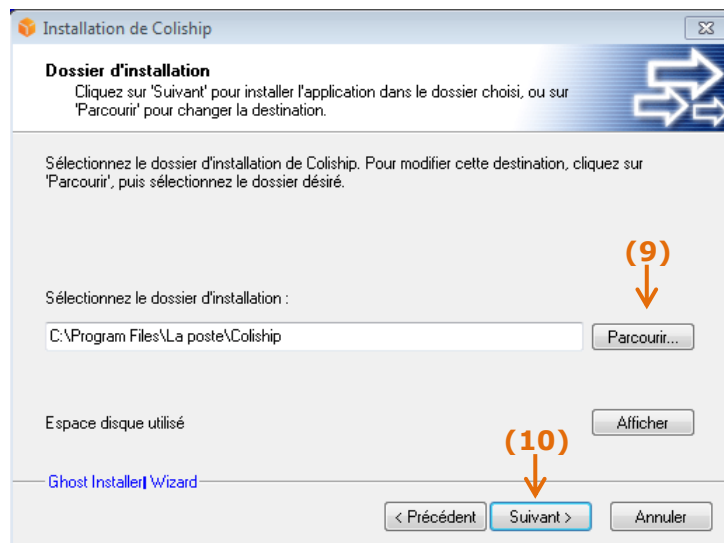 Installation de Coliship
Dossier d'installation
Cliquez sur 'Suivant' pour installer l'application dans le dossier choisi, ou sur
'Parcourir' pour changer la destination.
Sélectionnez le dossier d'installation de Coliship. Pour modifier cette destination, cliquez sur
'Parcourir', puis sélectionnez le dossier désiré.
(9)
Sélectionnez le dossier d'installation :
C:\Program Files\La poste\Coliship
Parcourir...
Espace disque utilisé
Afficher
(10)
Ghost Installer Wizard
< Précédent
Suivant >
Annuler